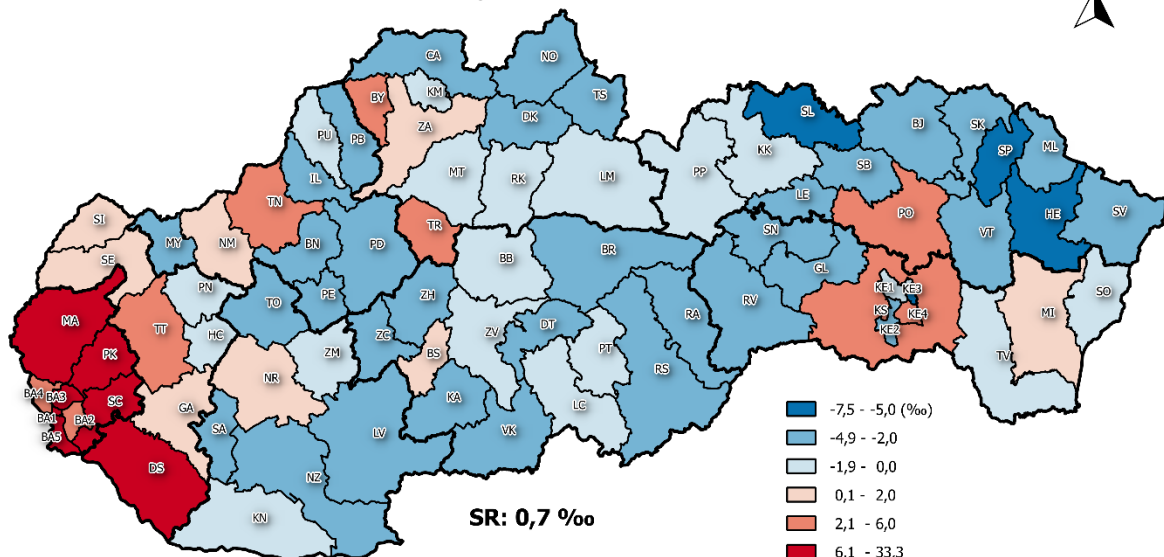 CA
NO
KM
BY
TS
PU
PB
ZA
DK
SL
BJ
SK
SP
ML
KK
MT
RK
LM
PP
SB
IL
LE
TN
PO
HE
SV
SI
MY
NM
BN
PD
TR
SN
VT
SE
BR
BB
GL
PN
TO
PE
ZH
RV
KE1
KE3
SO
MA
TT
HC
ZC
DT
RA
KS
KE4
MI
KE2
PK
ZM
BS
ZV
PT
TV
NR
RS
BA4
BA3
SC
GA
KA
LC
BA1
BA2
SA
LV
VK
BA5
DS
NZ
KN
SR: 0,7 ‰
-7,5 - -5,0 (‰)
-4,9 - -2,0
-1,9 - 0,0
0,1 - 2,0
2,1 - 6,0
6,1 - 33,3